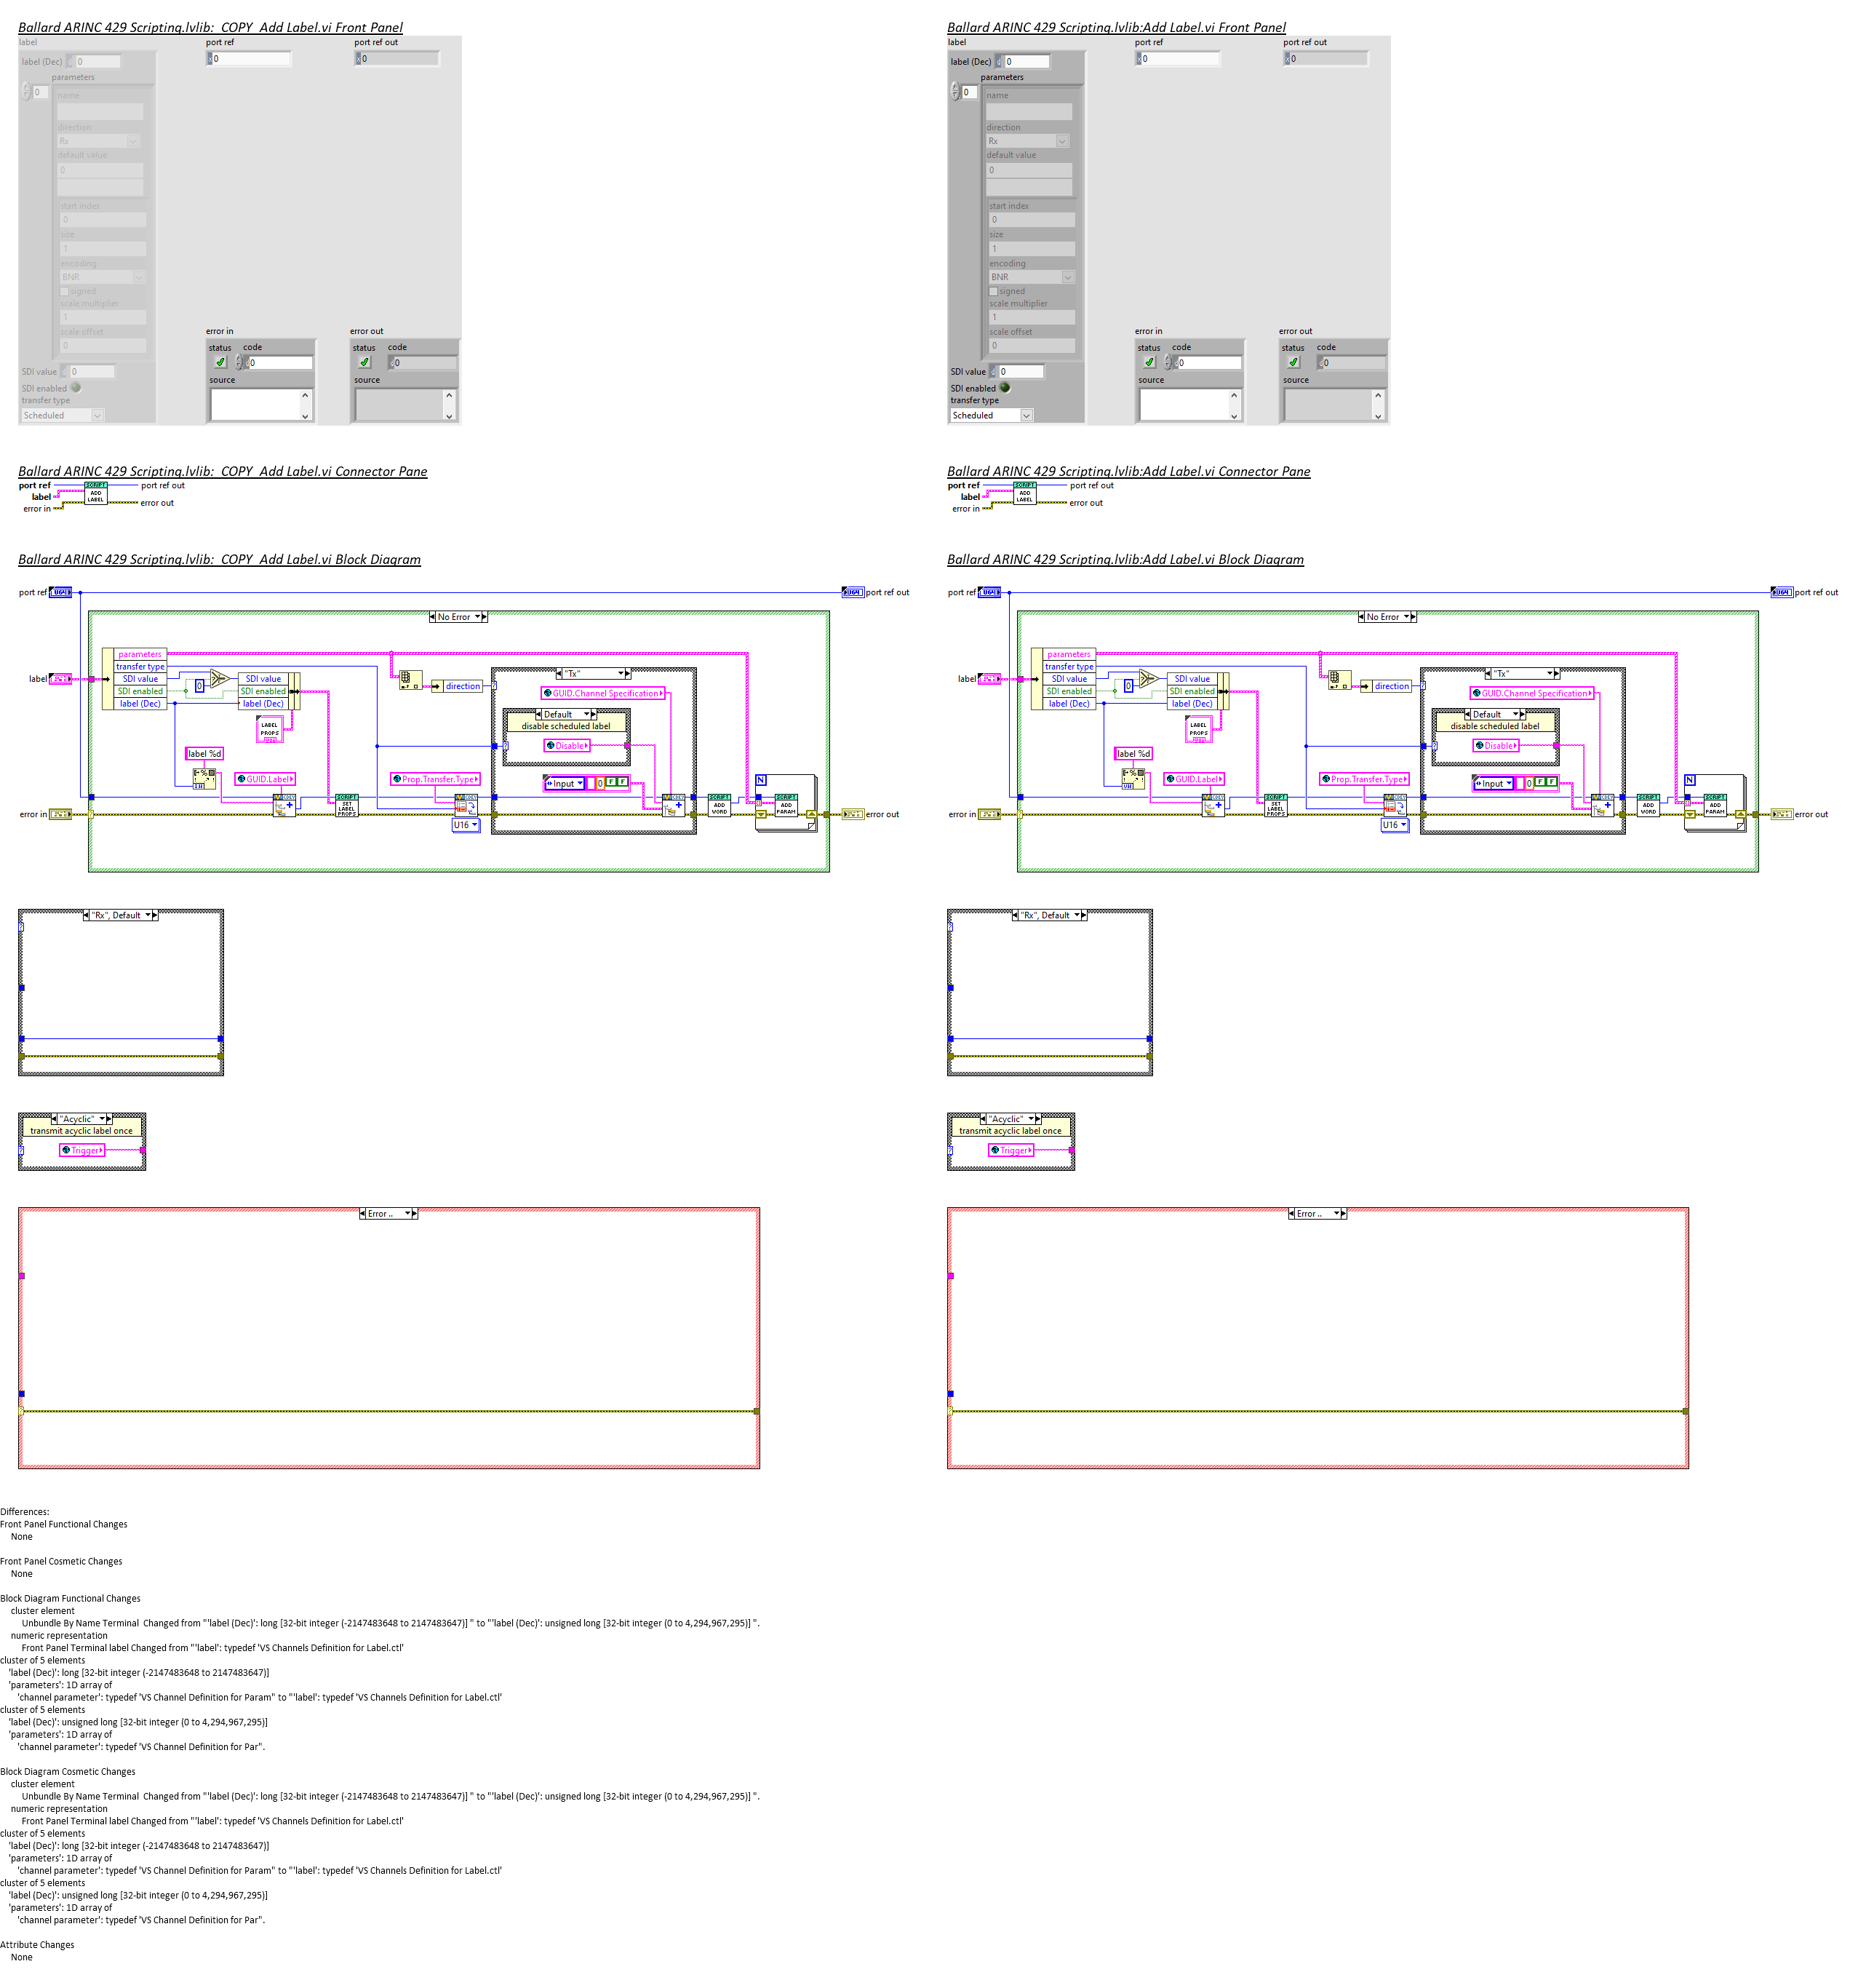 Ballard ARINC 429 Scripting.lvlib:  COPY  Add Label.vi Front Panel
label
port ref
port ref out
label (Dec)
0
0
0
parameters
0
name
direction
Rx
default value
0
start index
0
size
1
encoding
BNR
signed
scale multiplier
1
scale offset
0
error in
error out
status
code
0
status
code
0
source
source
SDI value
0
SDI enabled
transfer type
Scheduled
Ballard ARINC 429 Scripting.lvlib:Add Label.vi Front Panel
label
port ref
port ref out
label (Dec)
0
0
0
parameters
0
name
direction
Rx
default value
0
start index
0
size
1
encoding
BNR
signed
scale multiplier
1
scale offset
0
error in
error out
status
code
0
status
code
0
source
source
SDI value
0
SDI enabled
transfer type
Scheduled
Ballard ARINC 429 Scripting.lvlib:  COPY  Add Label.vi Connector Pane
port ref
label
error in
SCRIPT
ADD
LABEL
port ref out
error out
Ballard ARINC 429 Scripting.lvlib:Add Label.vi Connector Pane
port ref
label
error in
SCRIPT
ADD
LABEL
port ref out
error out
Ballard ARINC 429 Scripting.lvlib:  COPY  Add Label.vi Block Diagram
port ref
U64
U64
port ref out
No Error
parameters
transfer type
SDI value
SDI enabled
label (Dec)
label
0
SDI value
SDI enabled
label (Dec)
LABEL
PROPS
direction
"Tx"
GUID.Channel Specification
Default
disable scheduled label
Disable
label %d
GUID.Label
Prop.Transfer.Type
Input
0
F
F
N
SCRIPT
SET
LABEL
PROPS
U16
SCRIPT
ADD
WORD
SCRIPT
ADD
PARAM
error in
error out
"Rx", Default
"Acyclic"
transmit acyclic label once
Trigger
Error ..
Ballard ARINC 429 Scripting.lvlib:Add Label.vi Block Diagram
port ref
U64
U64
port ref out
No Error
parameters
transfer type
SDI value
SDI enabled
label (Dec)
label
0
SDI value
SDI enabled
label (Dec)
LABEL
PROPS
direction
"Tx"
GUID.Channel Specification
Default
disable scheduled label
Disable
label %d
GUID.Label
Prop.Transfer.Type
Input
0
F
F
N
SCRIPT
SET
LABEL
PROPS
U16
SCRIPT
ADD
WORD
SCRIPT
ADD
PARAM
error in
error out
"Rx", Default
"Acyclic"
transmit acyclic label once
Trigger
Error ..
Differences:
Front Panel Functional Changes
None
Front Panel Cosmetic Changes
None
Block Diagram Functional Changes
cluster element
Unbundle By Name Terminal  Changed from "'label (Dec)': long [32-bit integer (-2147483648 to 2147483647)] " to "'label (Dec)': unsigned long [32-bit integer (0 to 4,294,967,295)] ".
numeric representation
Front Panel Terminal label Changed from "'label': typedef 'VS Channels Definition for Label.ctl'
cluster of 5 elements
'label (Dec)': long [32-bit integer (-2147483648 to 2147483647)]
'parameters': 1D array of
'channel parameter': typedef 'VS Channel Definition for Param" to "'label': typedef 'VS Channels Definition for Label.ctl'
cluster of 5 elements
'label (Dec)': unsigned long [32-bit integer (0 to 4,294,967,295)]
'parameters': 1D array of
'channel parameter': typedef 'VS Channel Definition for Par".
Block Diagram Cosmetic Changes
cluster element
Unbundle By Name Terminal  Changed from "'label (Dec)': long [32-bit integer (-2147483648 to 2147483647)] " to "'label (Dec)': unsigned long [32-bit integer (0 to 4,294,967,295)] ".
numeric representation
Front Panel Terminal label Changed from "'label': typedef 'VS Channels Definition for Label.ctl'
cluster of 5 elements
'label (Dec)': long [32-bit integer (-2147483648 to 2147483647)]
'parameters': 1D array of
'channel parameter': typedef 'VS Channel Definition for Param" to "'label': typedef 'VS Channels Definition for Label.ctl'
cluster of 5 elements
'label (Dec)': unsigned long [32-bit integer (0 to 4,294,967,295)]
'parameters': 1D array of
'channel parameter': typedef 'VS Channel Definition for Par".
Attribute Changes
None